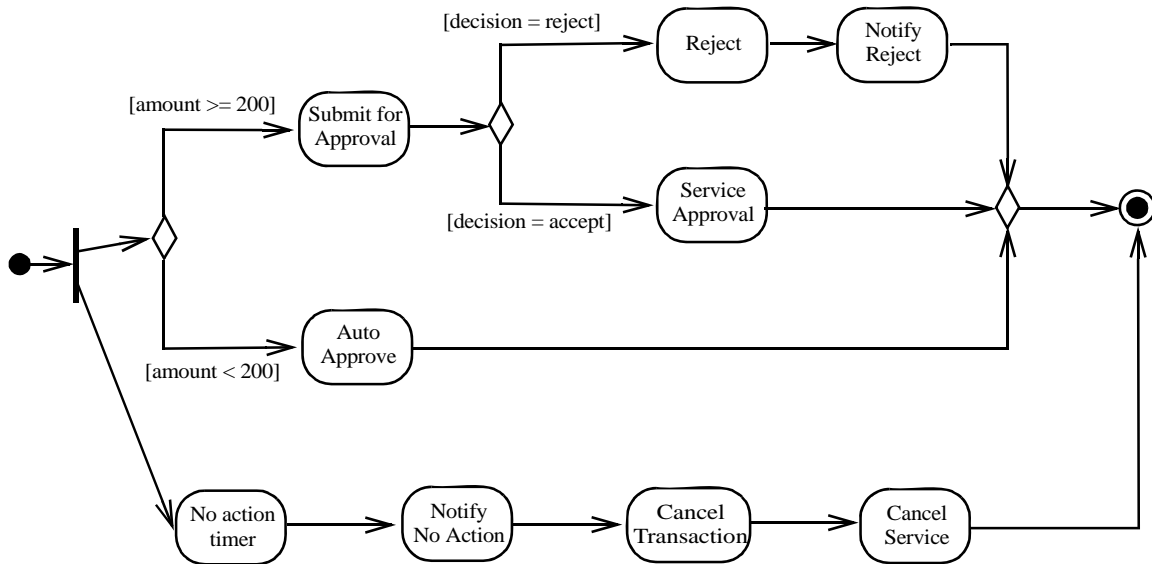 [decision = reject]
Reject
Notify
Reject
[amount >= 200]
Submit for
Approval
[decision = accept]
Service
Approval
Auto
Approve
[amount < 200]
No action
timer
Notify
No Action
Cancel
Transaction
Cancel
Service